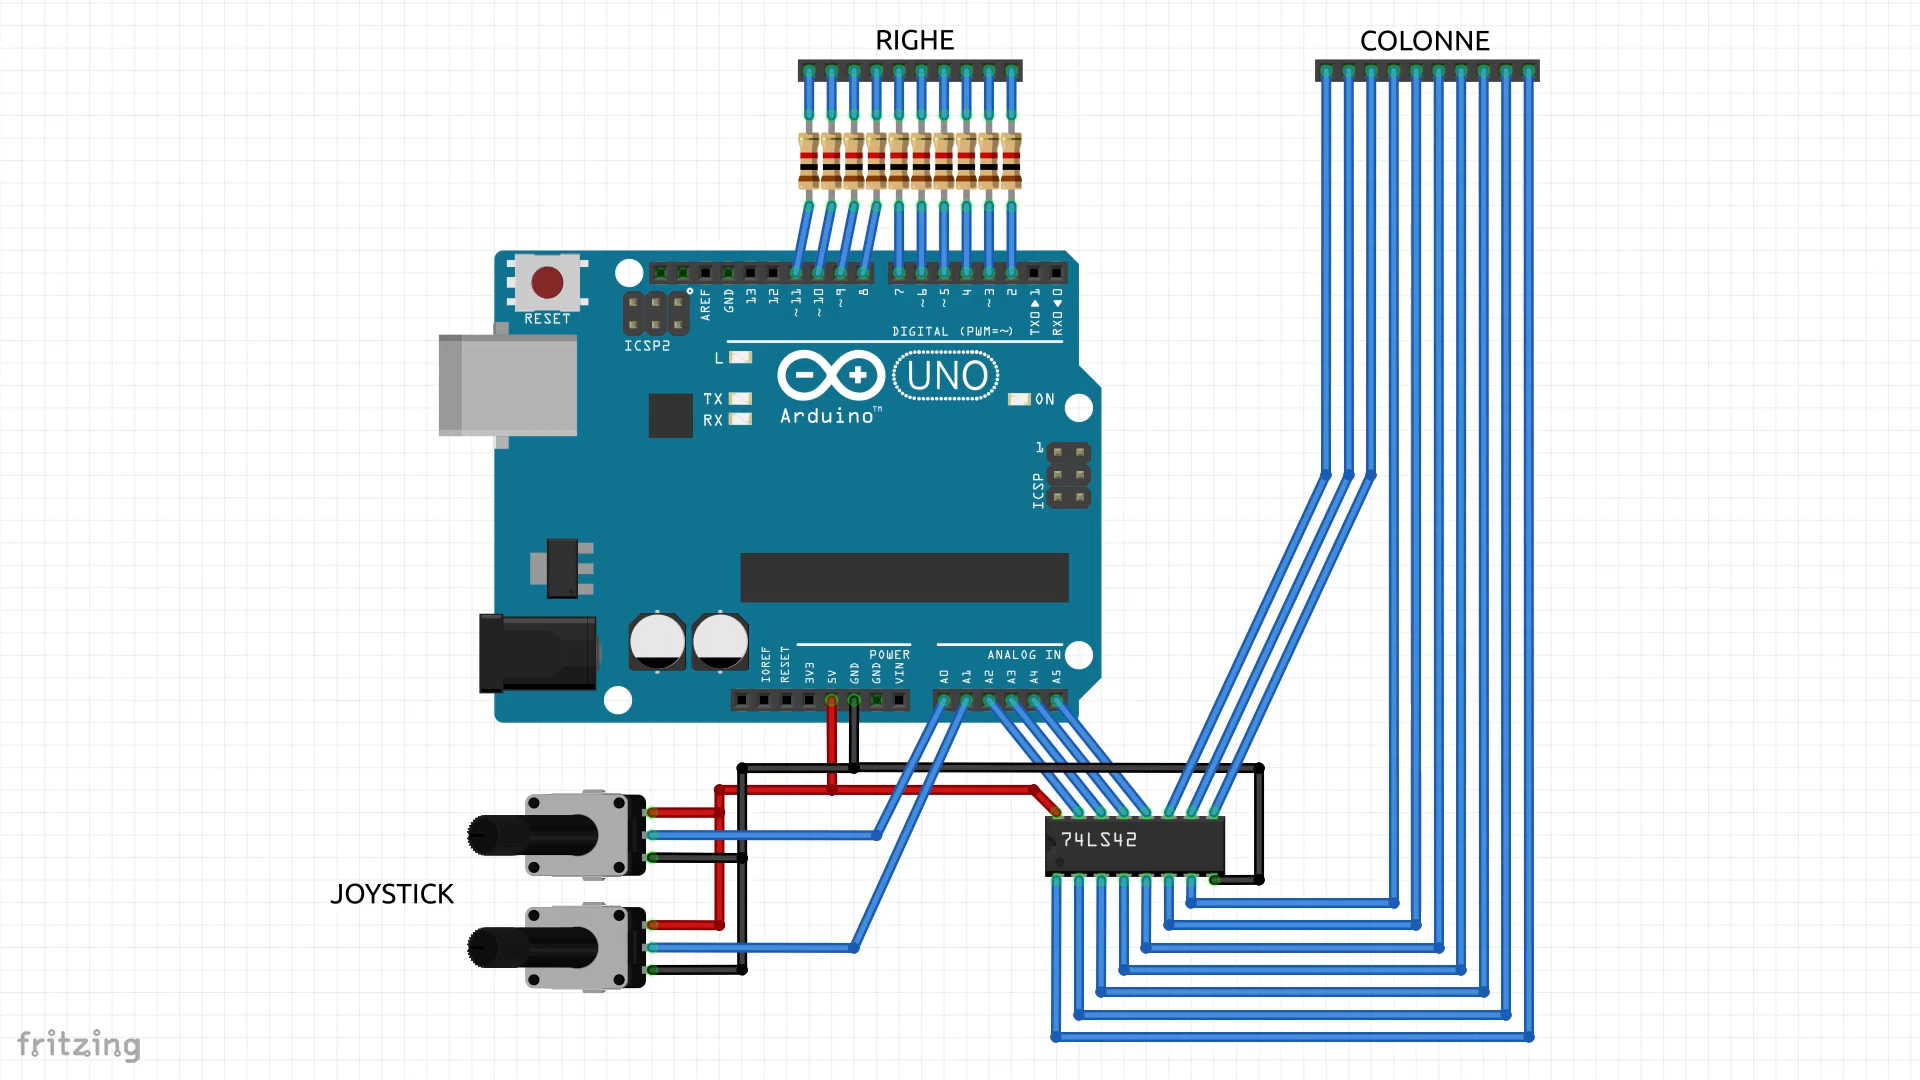 RIGHE
COLONNE
RESET
ICSP2
AREF
GND
13
12
~11
~10
~9
8
7
~6
~5
4
~3
2
TX0▶1
RX0◀0
DIGITAL (PWM=~)
L
TX
RX
UNO
Arduino™
ON
1
ICSP
IOREF
RESET
3V3
5V
GND
GND
VIN
POWER
ANALOG IN
A0
A1
A2
A3
A4
A5
74LS42
JOYSTICK
fritzing